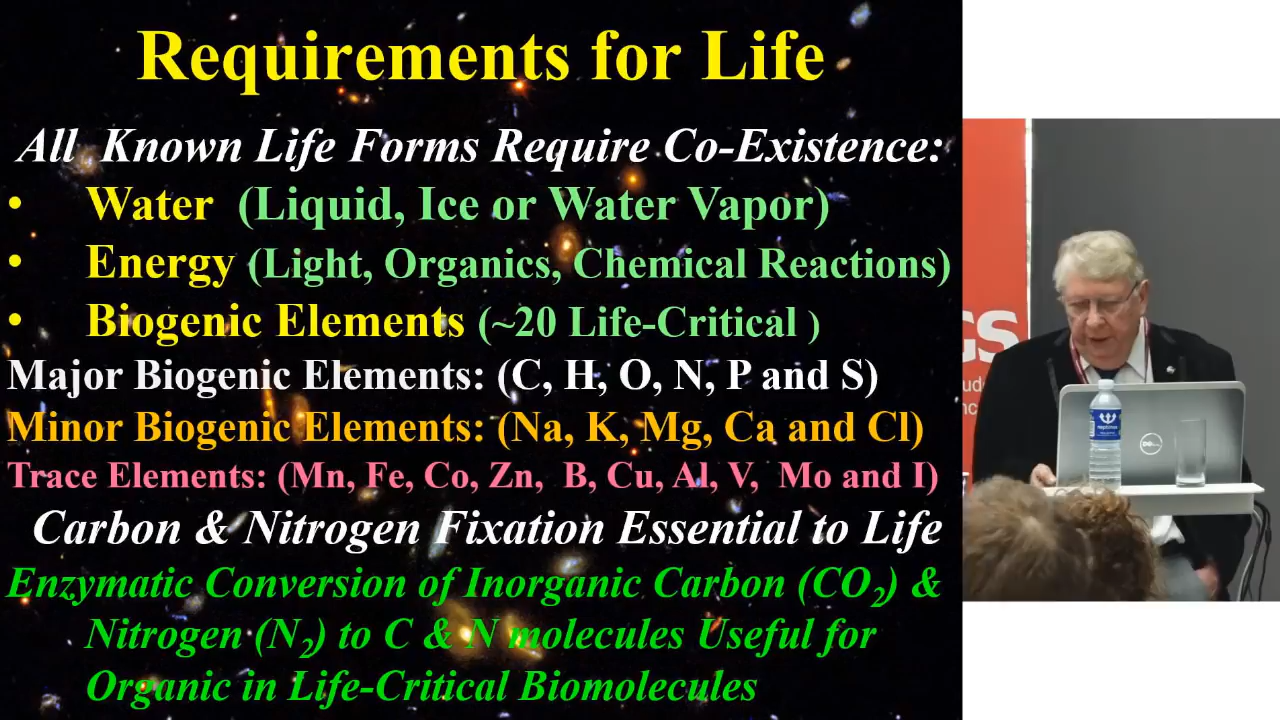 Requirements for Life
All Known Life Forms Require Co-Existence:
• Water (Liquid, Ice or Water Vapor)
• Energy (Light, Organics, Chemical Reactions)
• Biogenic Elements (~20 Life-Critical )
Major Biogenic Elements: (C, H, O, N, P and S)
Minor Biogenic Elements: (Na, K, Mg, Ca and Cl)
Trace Elements: (Mn, Fe, Co, Zn, B, Cu, Al, V, Mo and I)
Carbon & Nitrogen Fixation Essential to Life
Enzymatic Conversion of Inorganic Carbon (CO₂) &
Nitrogen (N₂) to C & N molecules Useful for
Organic in Life-Critical Biomolecules
GS
DELL